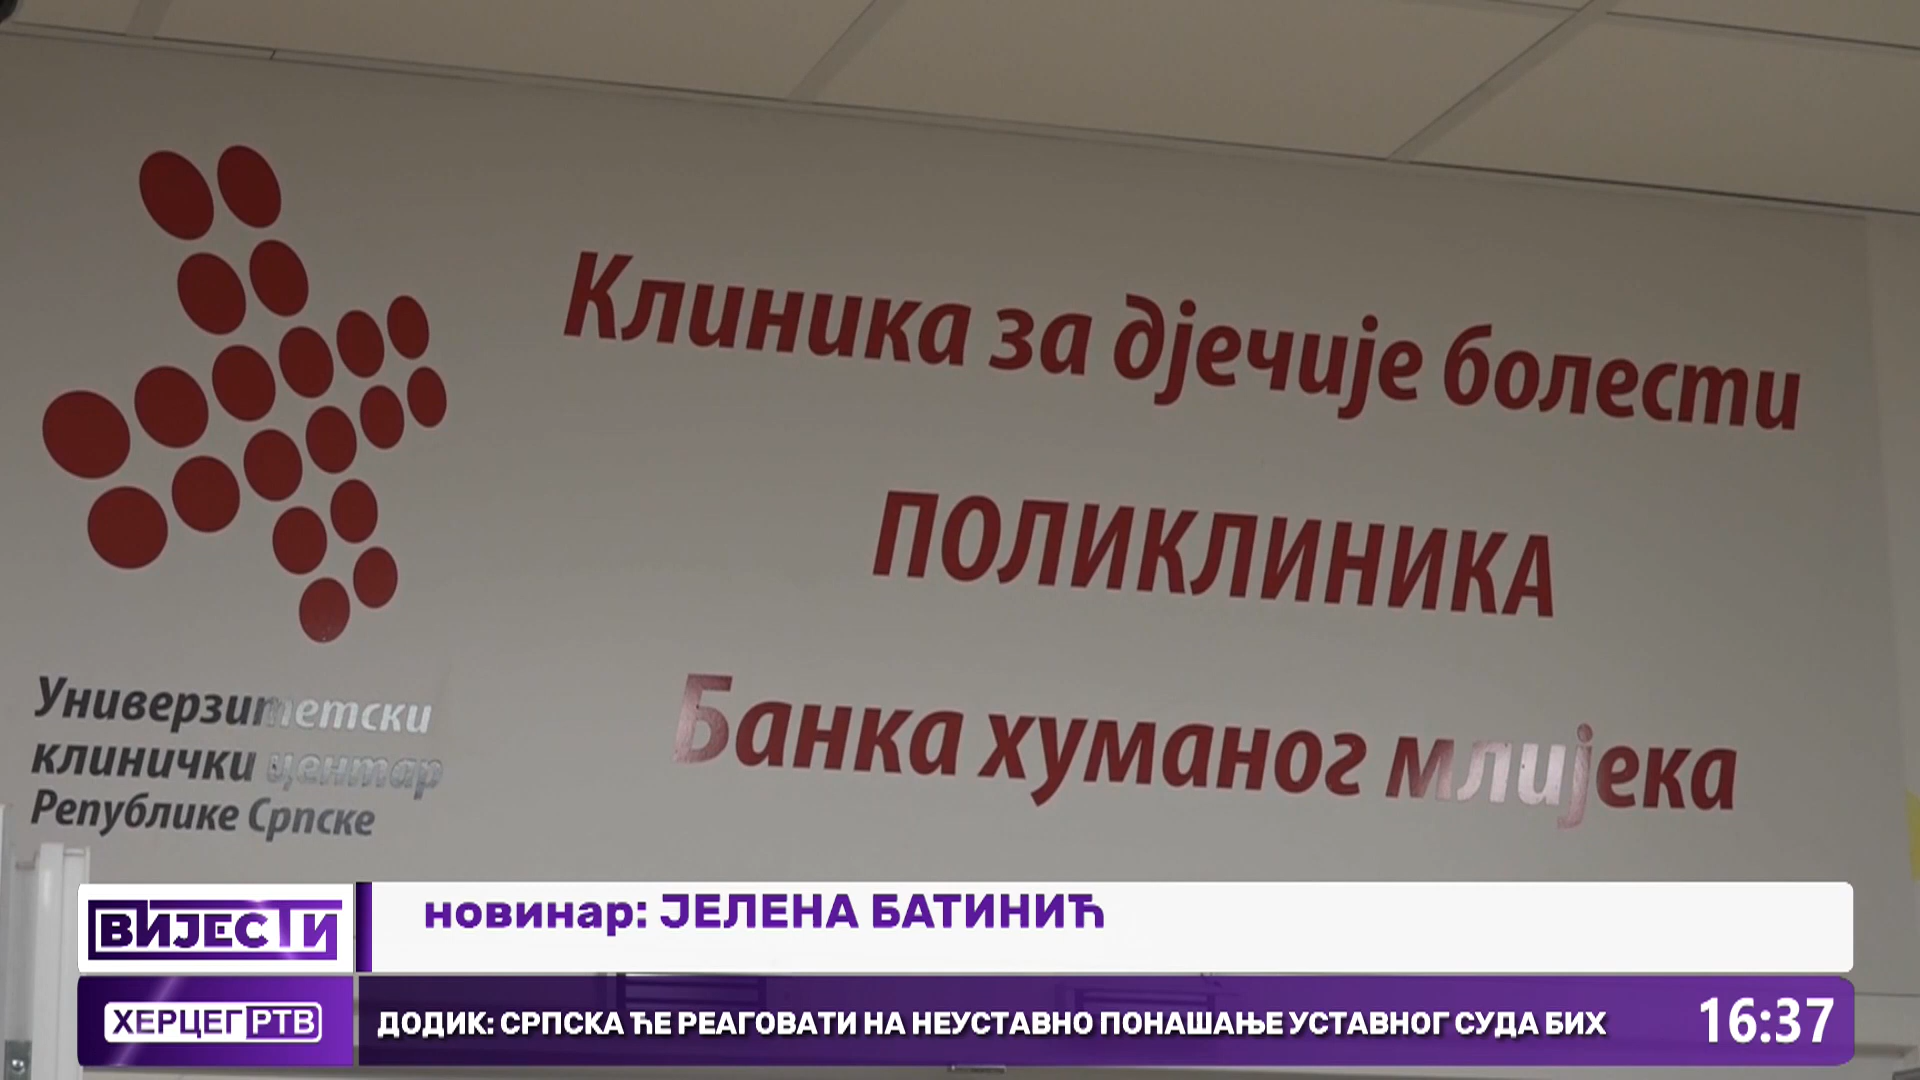 Клиника за дјечије болести
ПОЛИКЛИНИКА
Банка хуманог млијека
Универзитетски
клинички центар
Републике Српске
ВИЈЕСТИ
новинар: ЈЕЛЕНА БАТИНИЋ
ХЕРЦЕГ РТВ
ДОДИК: СРПСКА ЋЕ РЕАГОВАТИ НА НЕУСТАВНО ПОНАШАЊЕ УСТАВНОГ СУДА БИХ
16:37